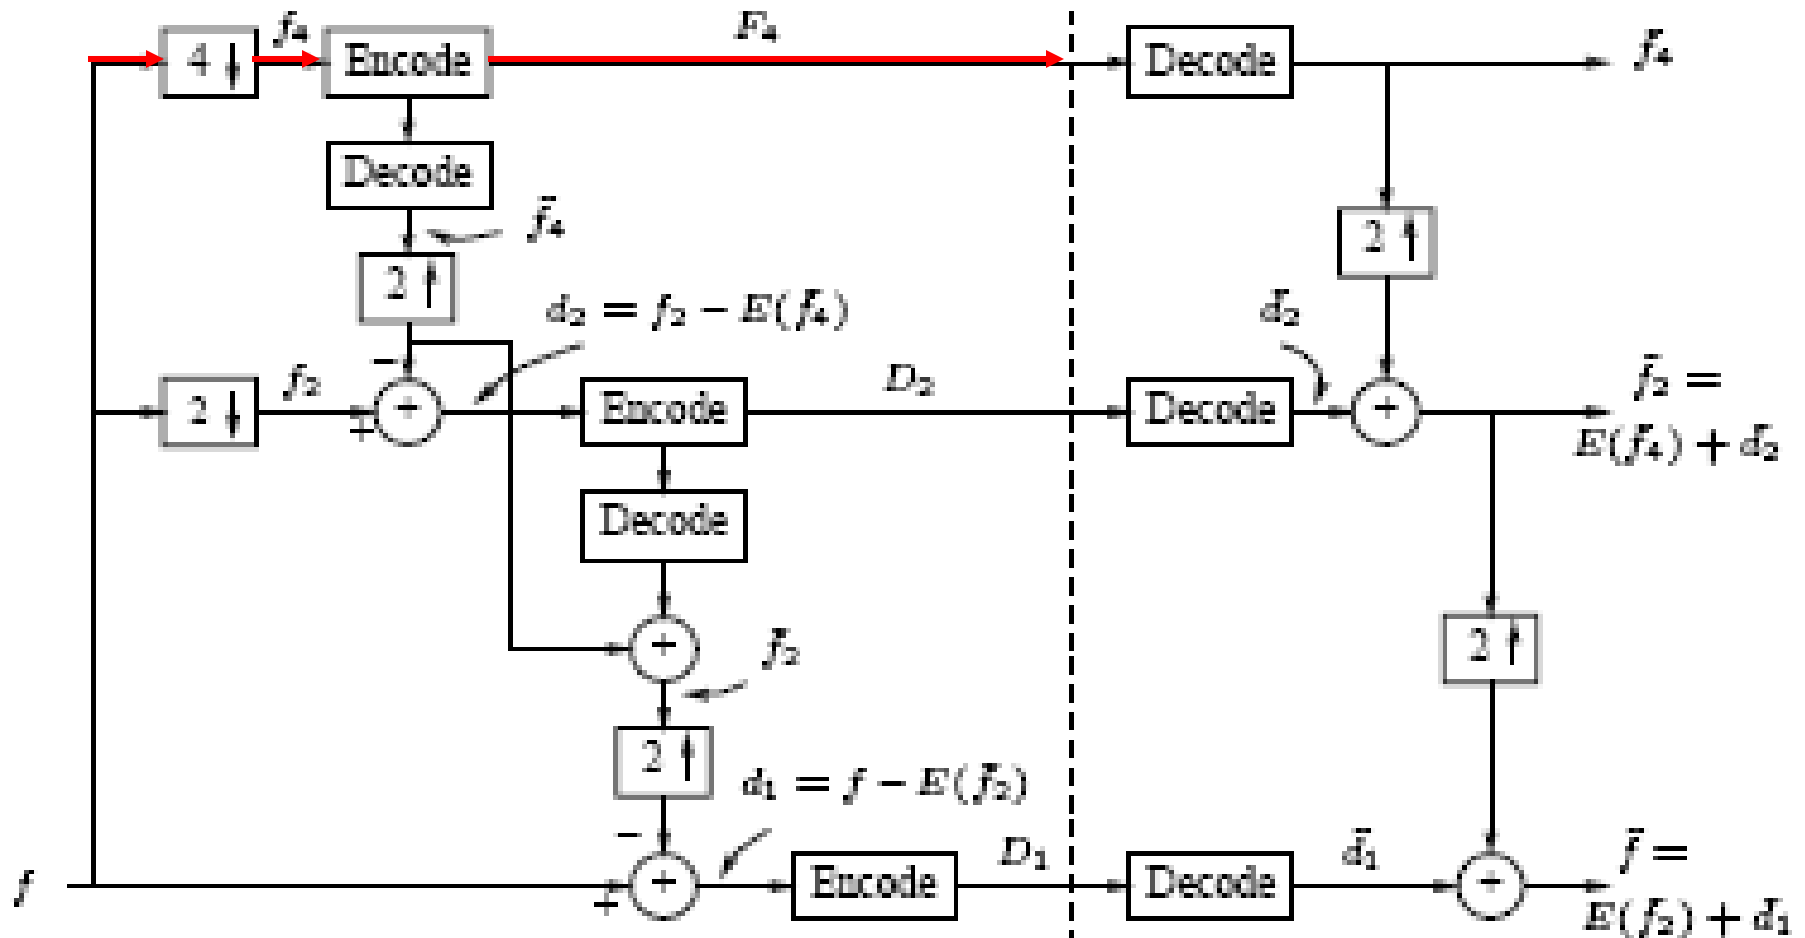 f₄ F₄
4 ↓ Encode Decode f̃₄
Decode
f̃₄
2 ↑ 2 ↑
d₂ = f₂ − E(f̃₄) d̃₂
−
2 ↓ f₂ + + Encode D₂ Decode + f̃₂ =
E(f̃₄) + d̃₂
Decode
+ f̃₂ 2 ↑
2 ↑
d₁ = f − E(f̃₂)
−
f + + Encode D₁ Decode d̃₁ + f̃ =
E(f̃₂) + d̃₁